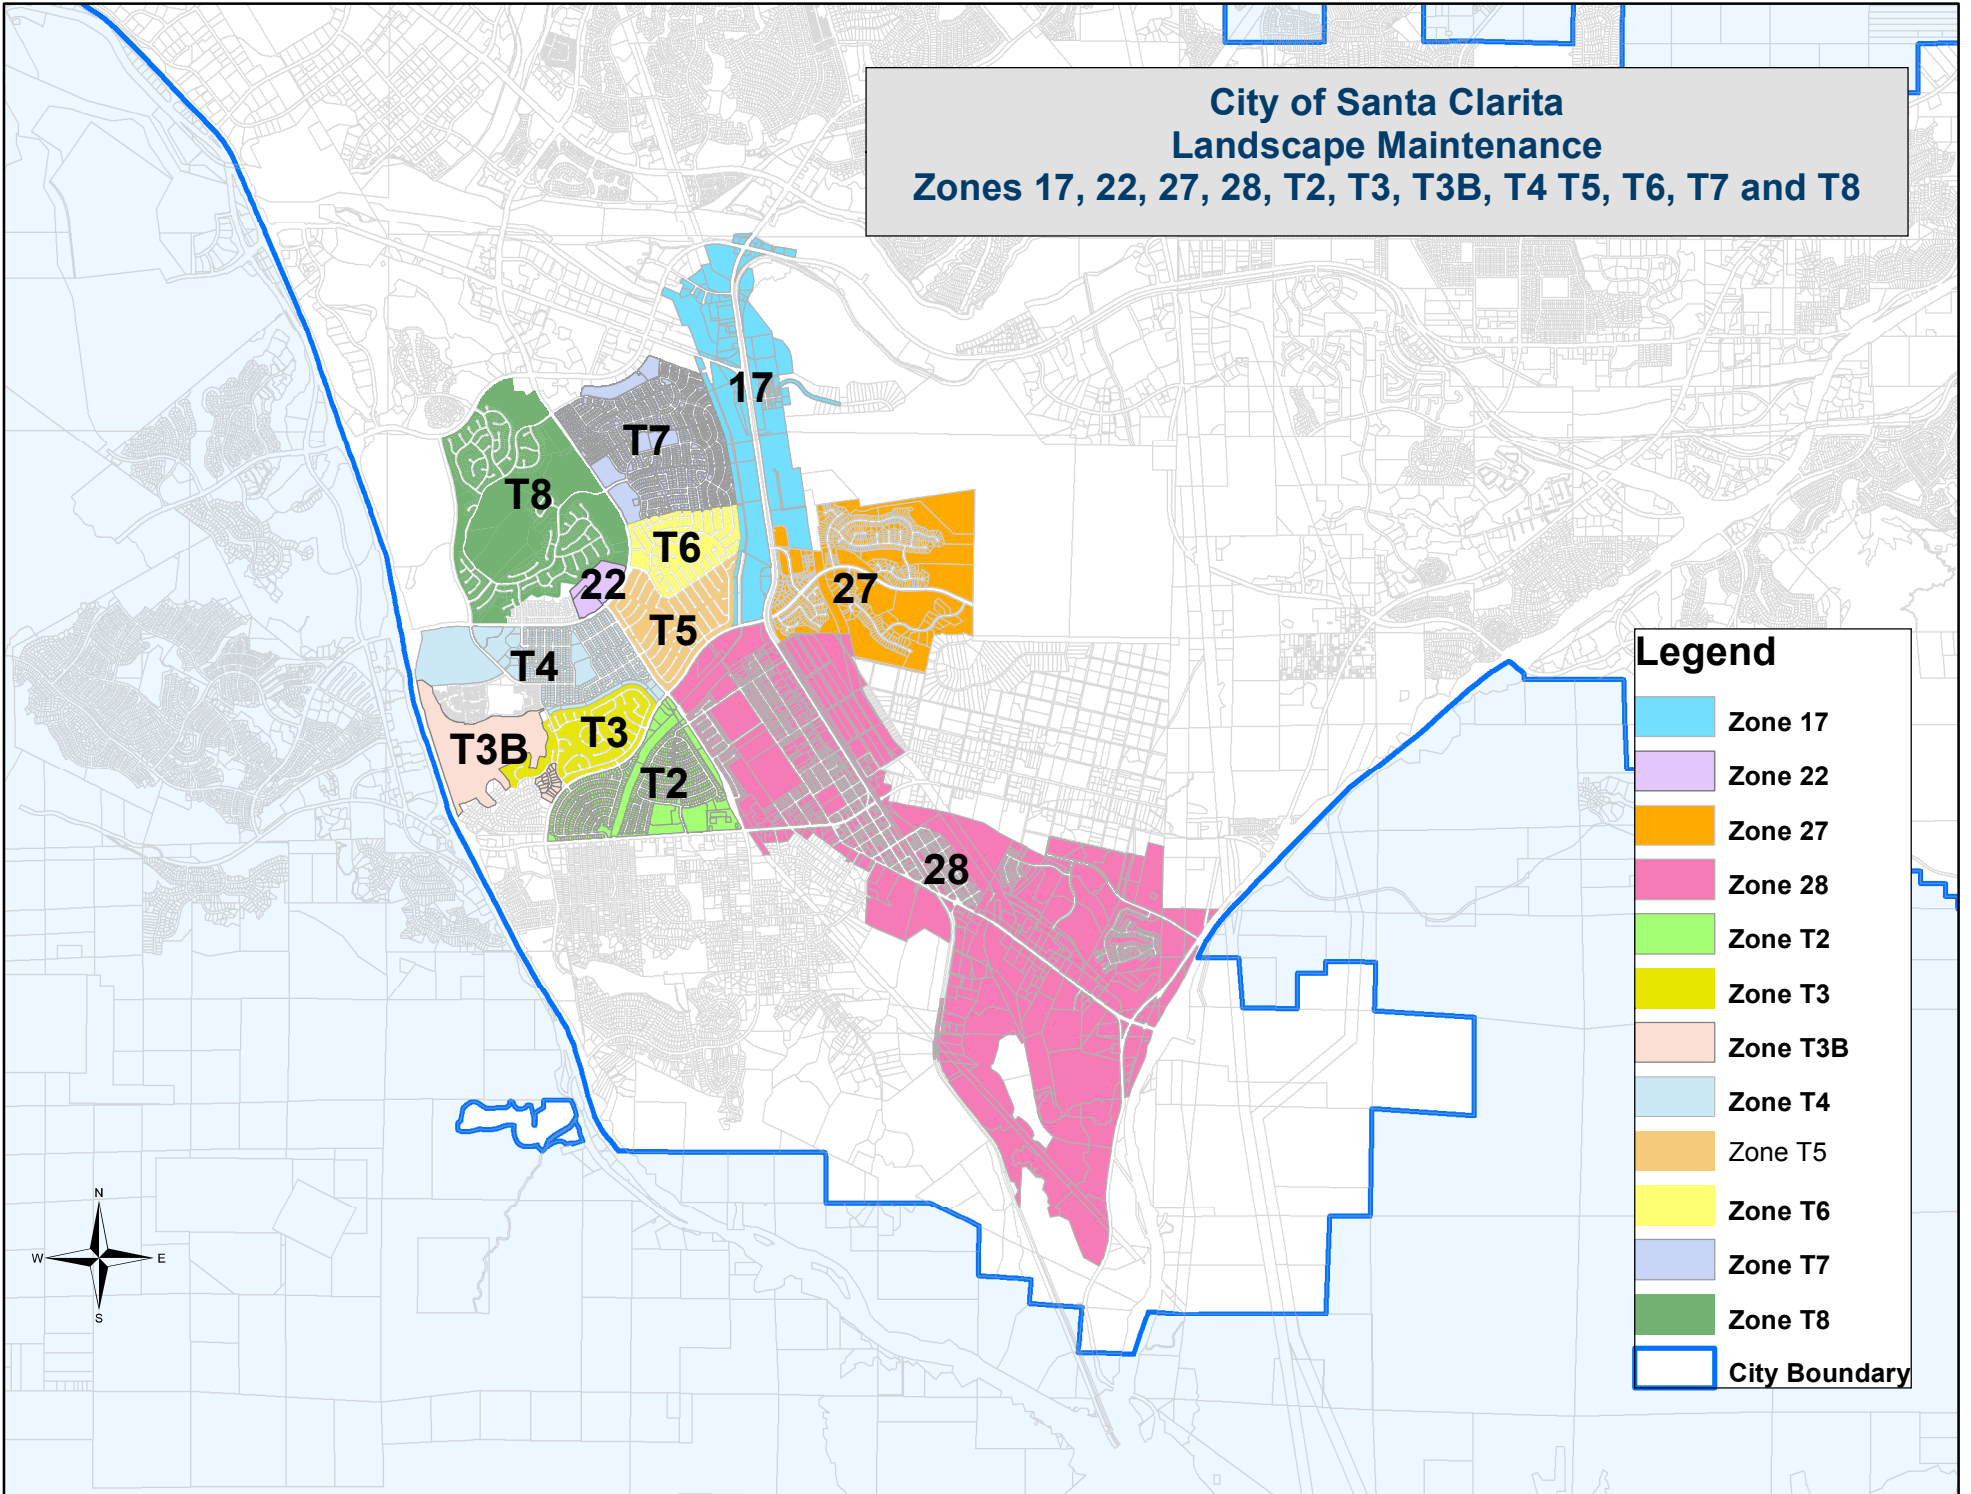 City of Santa Clarita
Landscape Maintenance
Zones 17, 22, 27, 28, T2, T3, T3B, T4 T5, T6, T7 and T8
17
T7
T8
T6
22
27
T5
T4
T3
T3B
T2
28
Legend
Zone 17
Zone 22
Zone 27
Zone 28
Zone T2
Zone T3
Zone T3B
Zone T4
Zone T5
Zone T6
Zone T7
Zone T8
City Boundary
N
W
E
S